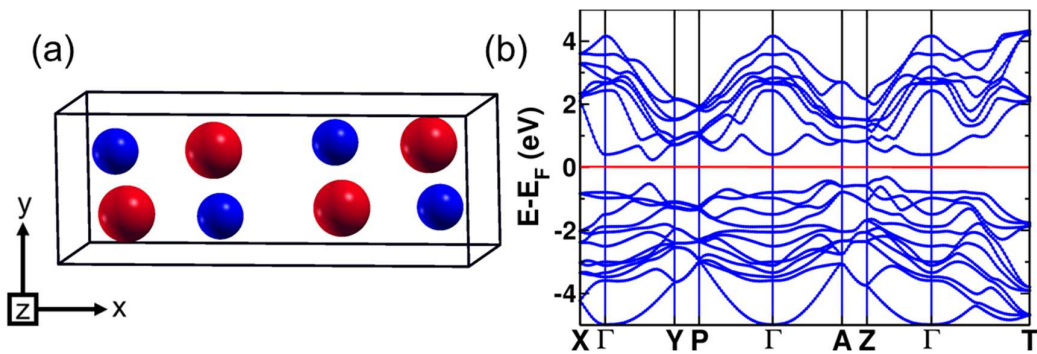 (a)
(b)
y
z
x
E-E_F (eV)
4
2
0
-2
-4
X Γ Y P Γ A Z Γ T